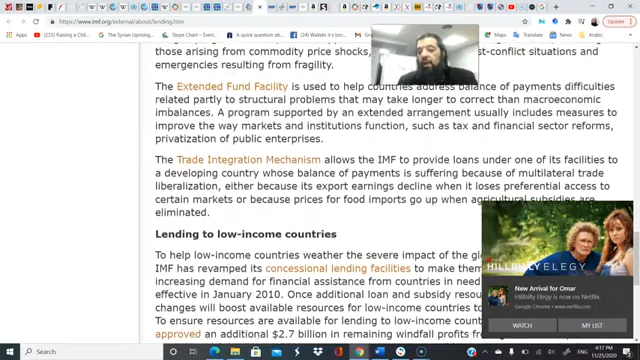 https://www.imf.org/external/about/lending.htm
YouTube
Maps
Translate
News
those arising from commodity price shocks,
st-conflict situations and
emergencies resulting from fragility.
The Extended Fund Facility is used to help countries address balance of payments difficulties
related partly to structural problems that may take longer to correct than macroeconomic
imbalances. A program supported by an extended arrangement usually includes measures to
improve the way markets and institutions function, such as tax and financial sector reforms,
privatization of public enterprises.
The Trade Integration Mechanism allows the IMF to provide loans under one of its facilities to
a developing country whose balance of payments is suffering because of multilateral trade
liberalization, either because its export earnings decline when it loses preferential access to
certain markets or because prices for food imports go up when agricultural subsidies are
eliminated.
Lending to low-income countries
To help low-income countries weather the severe impact of the glo
IMF has revamped its concessional lending facilities to make them
increasing demand for financial assistance from countries in need
effective in January 2010. Once additional loan and subsidy resou
changes will boost available resources for low-income countries to
To ensure resources are available for lending to low-income count
approved an additional $2.7 billion in remaining windfall profits from
HILLBILLY ELEGY
New Arrival for Omar
Hillbilly Elegy is now on Netflix.
Google Chrome • www.netflix.com
WATCH
MY LIST
4:17 PM
11/25/2020